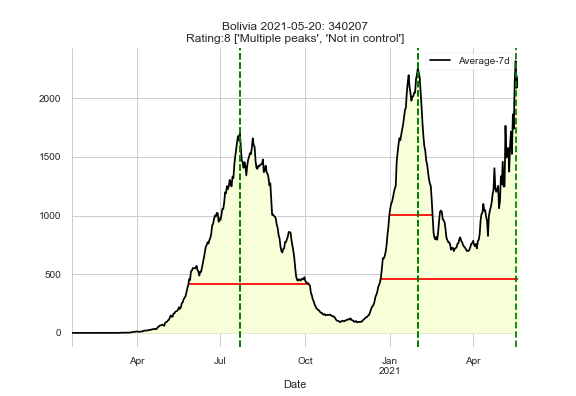 Bolivia 2021-05-20: 340207
Rating:8 ['Multiple peaks', 'Not in control']
Average-7d
2000
1500
1000
500
0
Apr
Jul
Oct
Jan
2021
Apr
Date